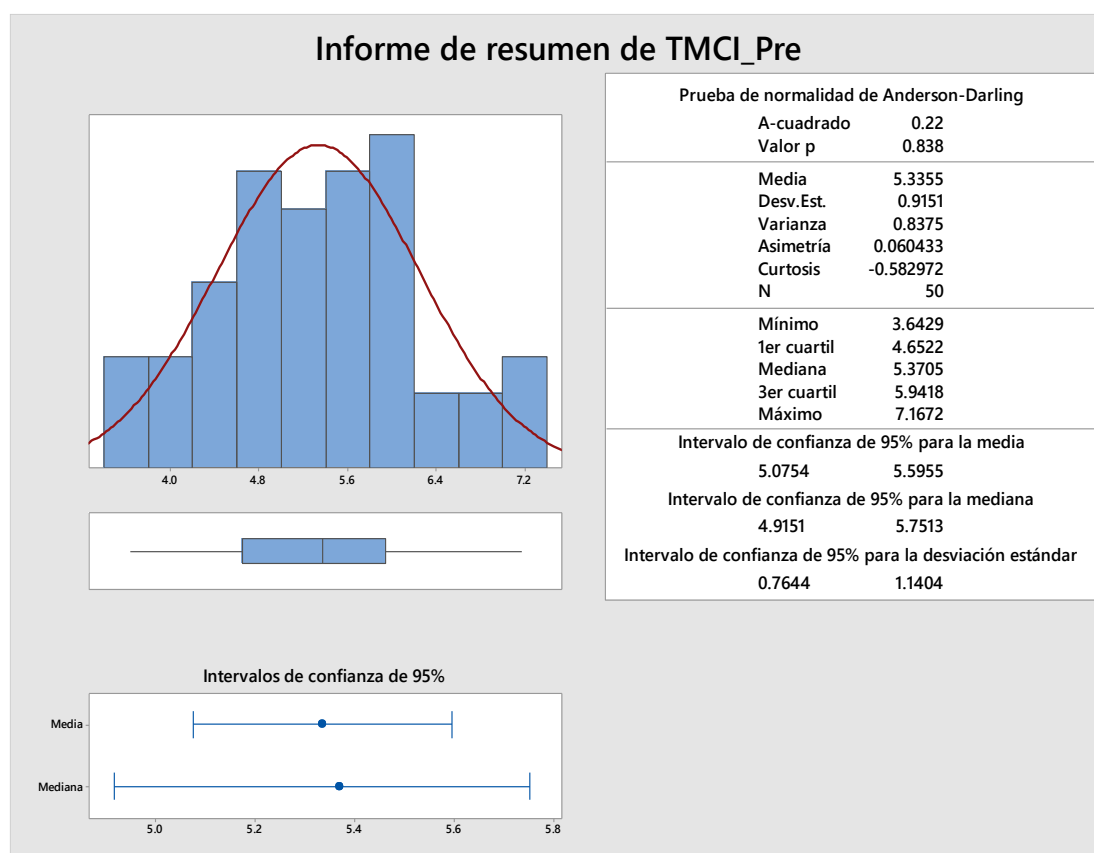 Informe de resumen de TMCI_Pre
4.0 4.8 5.6 6.4 7.2
Intervalos de confianza de 95%
Media
Mediana
5.0 5.2 5.4 5.6 5.8
Prueba de normalidad de Anderson-Darling
A-cuadrado 0.22
Valor p 0.838
Media 5.3355
Desv.Est. 0.9151
Varianza 0.8375
Asimetría 0.060433
Curtosis -0.582972
N 50
Mínimo 3.6429
1er cuartil 4.6522
Mediana 5.3705
3er cuartil 5.9418
Máximo 7.1672
Intervalo de confianza de 95% para la media
5.0754 5.5955
Intervalo de confianza de 95% para la mediana
4.9151 5.7513
Intervalo de confianza de 95% para la desviación estándar
0.7644 1.1404